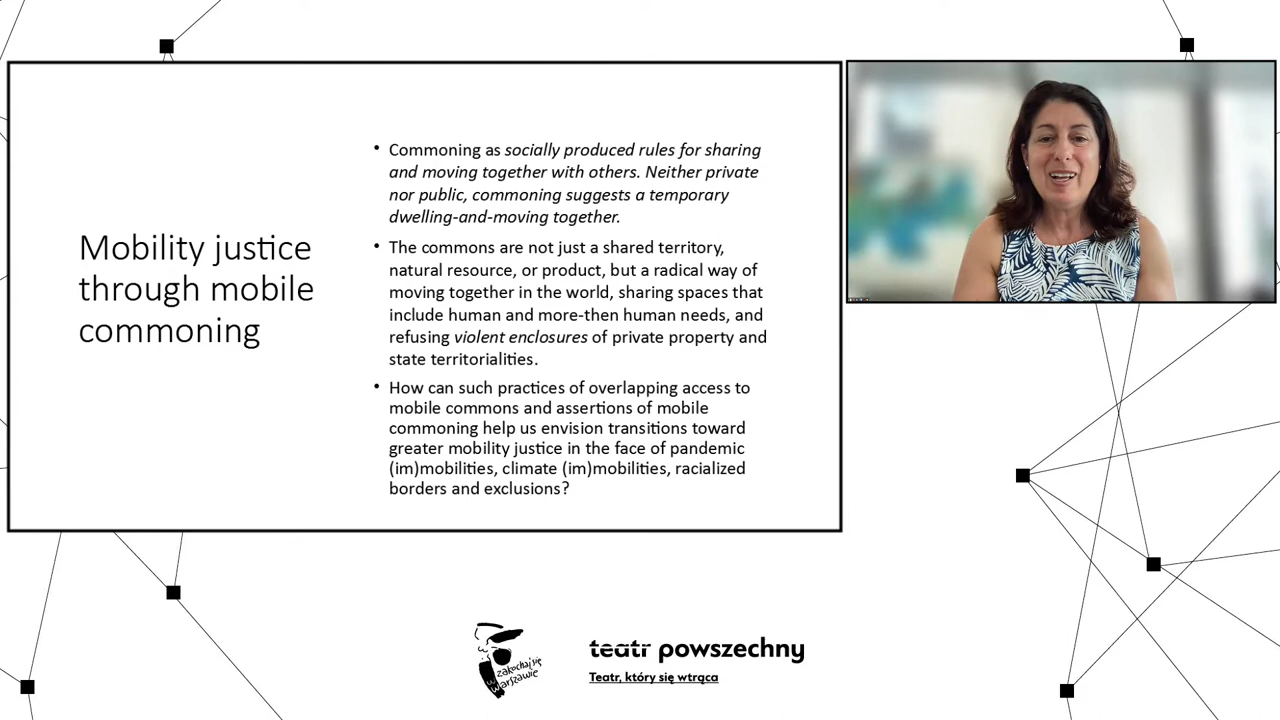 Mobility justice
through mobile
commoning
• Commoning as socially produced rules for sharing
and moving together with others. Neither private
nor public, commoning suggests a temporary
dwelling-and-moving together.
• The commons are not just a shared territory,
natural resource, or product, but a radical way of
moving together in the world, sharing spaces that
include human and more-then human needs, and
refusing violent enclosures of private property and
state territorialities.
• How can such practices of overlapping access to
mobile commons and assertions of mobile
commoning help us envision transitions toward
greater mobility justice in the face of pandemic
(im)mobilities, climate (im)mobilities, racialized
borders and exclusions?
zakochaj się
w warszawie
teatr powszechny
Teatr, który się wtrąca